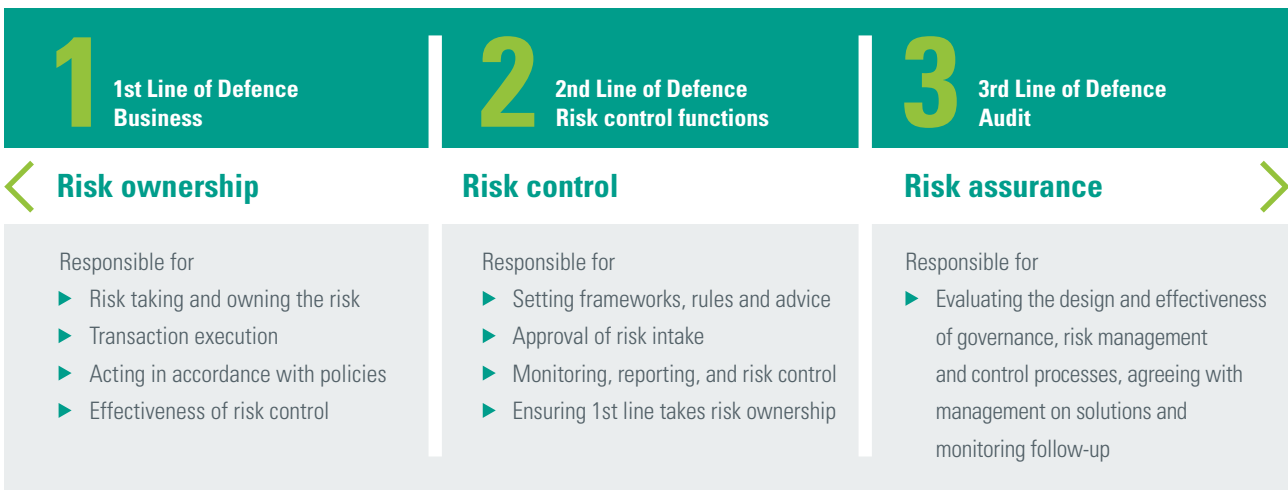 1
1st Line of Defence
Business
2
2nd Line of Defence
Risk control functions
3
3rd Line of Defence
Audit
Risk ownership
Risk control
Risk assurance
Responsible for
Risk taking and owning the risk
Transaction execution
Acting in accordance with policies
Effectiveness of risk control
Responsible for
Setting frameworks, rules and advice
Approval of risk intake
Monitoring, reporting, and risk control
Ensuring 1st line takes risk ownership
Responsible for
Evaluating the design and effectiveness
of governance, risk management
and control processes, agreeing with
management on solutions and
monitoring follow-up